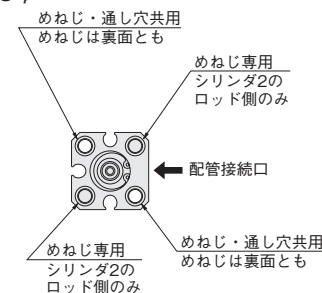 めねじ・通し穴共用
めねじは裏面とも
めねじ専用
シリンダ2の
ロッド側のみ
配管接続口
めねじ専用
シリンダ2の
ロッド側のみ
めねじ・通し穴共用
めねじは裏面とも